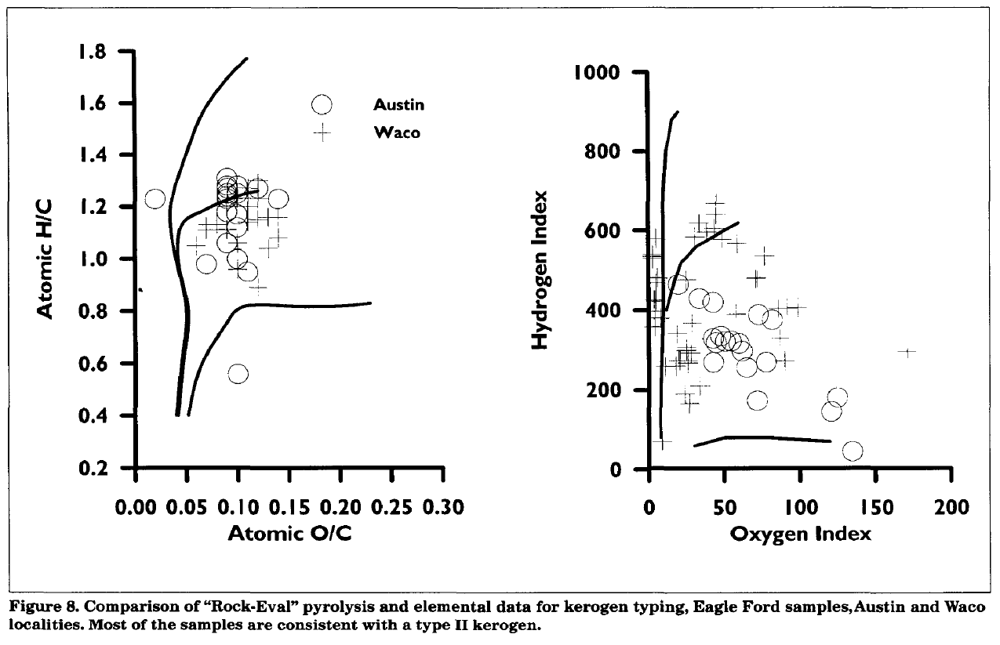 1.8
1.6
1.4
1.2
1.0
0.8
0.6
0.4
0.2
Atomic H/C
0.00 0.05 0.10 0.15 0.20 0.25 0.30
Atomic O/C
Austin
Waco
1000
800
600
400
200
0
Hydrogen Index
0 50 100 150 200
Oxygen Index
Figure 8. Comparison of “Rock-Eval” pyrolysis and elemental data for kerogen typing, Eagle Ford samples,Austin and Waco
localities. Most of the samples are consistent with a type II kerogen.